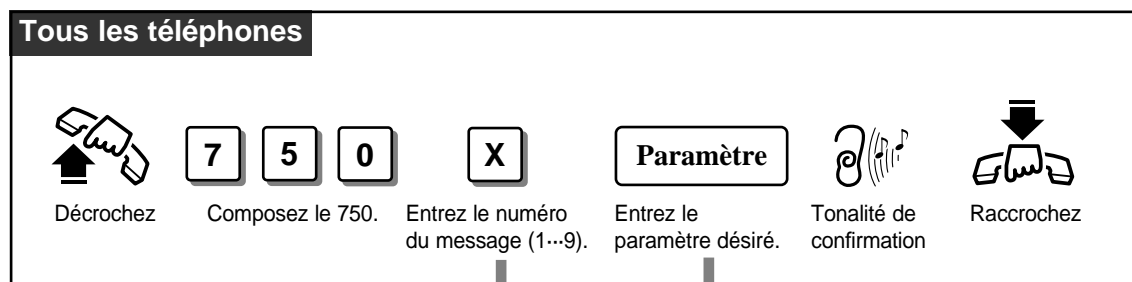 Tous les téléphones
7 5 0 X Paramètre
Décrochez Composez le 750. Entrez le numéro Entrez le Tonalité de Raccrochez
du message (1···9). paramètre désiré. confirmation